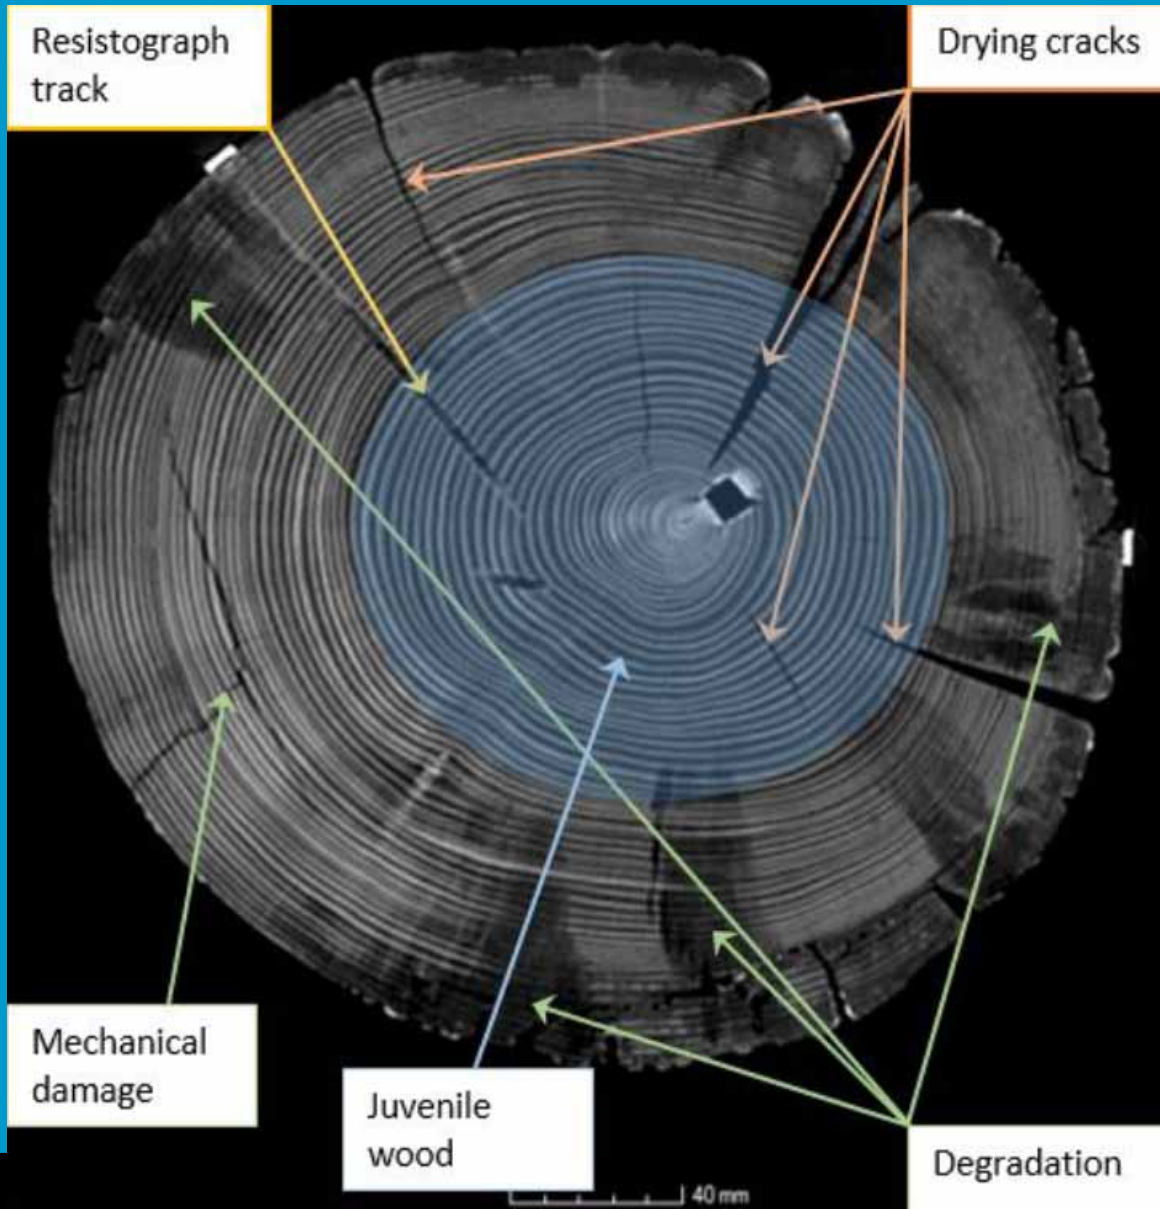 Resistograph
track
Drying cracks
Mechanical
damage
Juvenile
wood
Degradation
40 mm